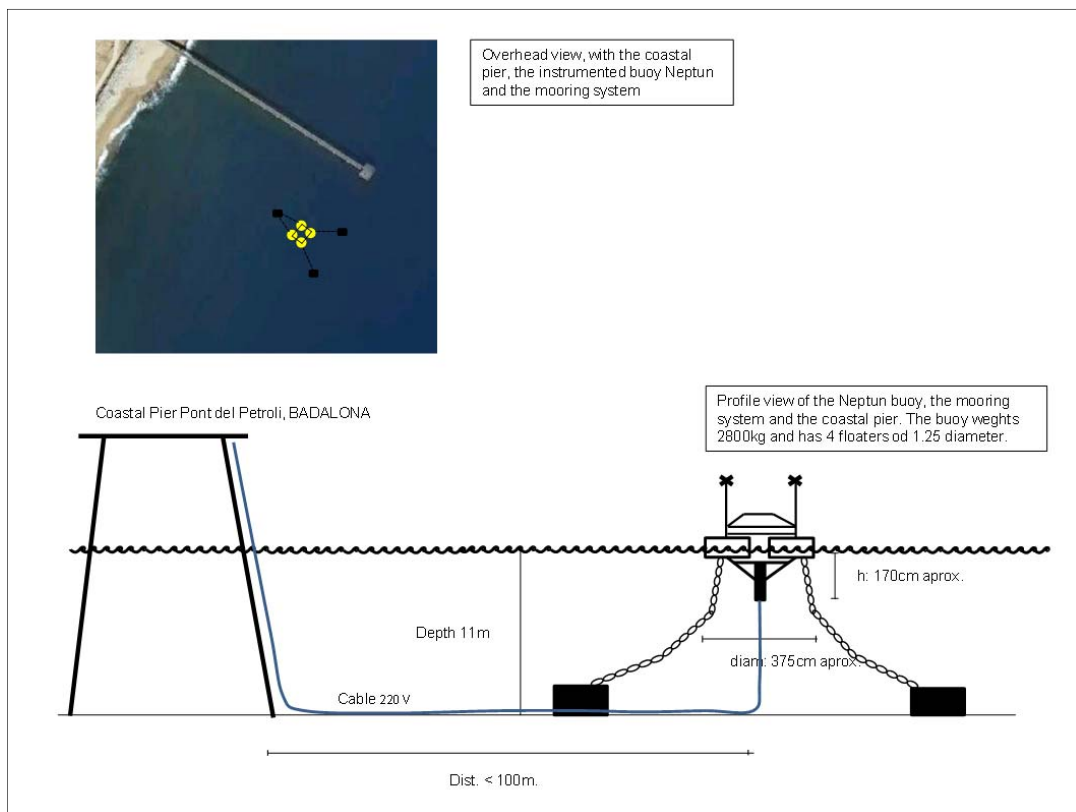 Overhead view, with the coastal
pier, the instrumented buoy Neptun
and the mooring system
Coastal Pier Pont del Petroli, BADALONA
Profile view of the Neptun buoy, the mooring
system and the coastal pier. The buoy weghts
2800kg and has 4 floaters od 1.25 diameter.
h: 170cm aprox.
Depth 11m
diam: 375cm aprox.
Cable 220 V
Dist. < 100m.